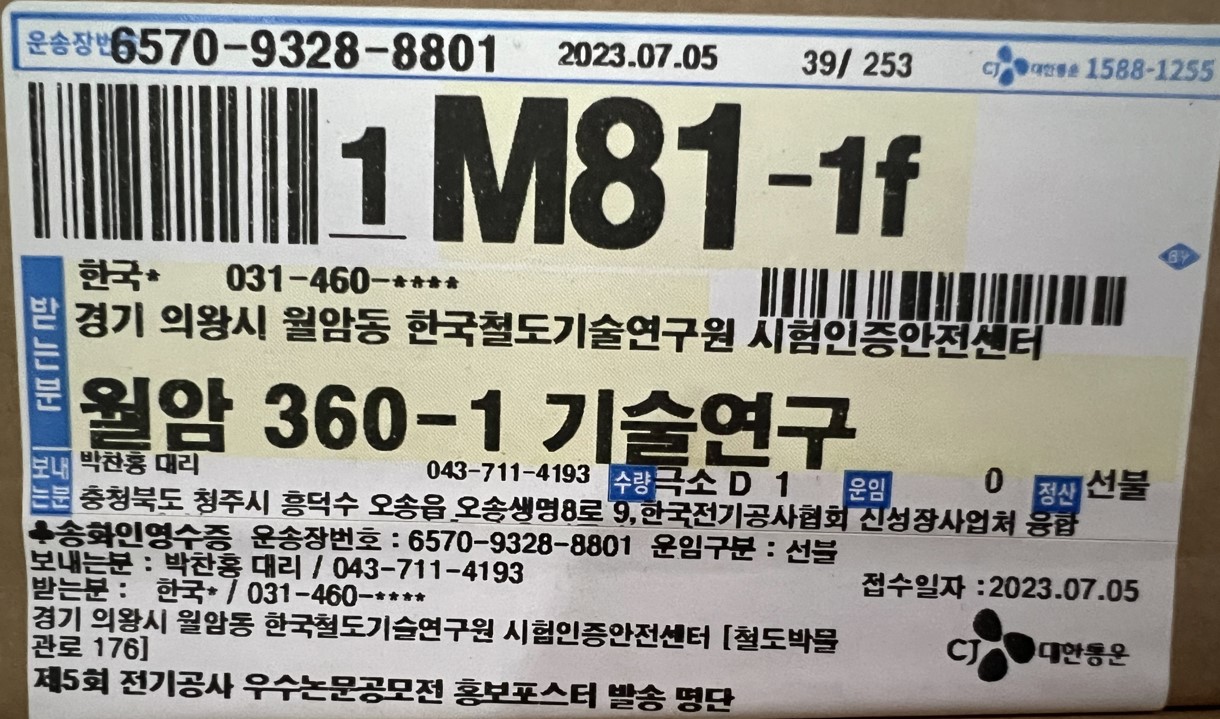 운송장번호 6570-9328-8801 2023.07.05 39/ 253 CJ대한통운 1588-1255
1 M81-1f
받는분
한국* 031-460-****
경기 의왕시 월암동 한국철도기술연구원 시험인증안전센터
월암 360-1 기술연구
보내는분
박찬홍 대리 043-711-4193 수량 극소 D 1 운임 0 정산 선불
충청북도 청주시 흥덕수 오송읍 오송생명8로 9,한국전기공사협회 신성장사업처 융합
송화인영수증 운송장번호 : 6570-9328-8801 운임구분 : 선불
보내는분 : 박찬홍 대리 / 043-711-4193
받는분 : 한국* / 031-460-****
접수일자 :2023.07.05
경기 의왕시 월암동 한국철도기술연구원 시험인증안전센터 [철도박물
관로 176]
CJ대한통운
제5회 전기공사 우수논문공모전 홍보포스터 발송 명단